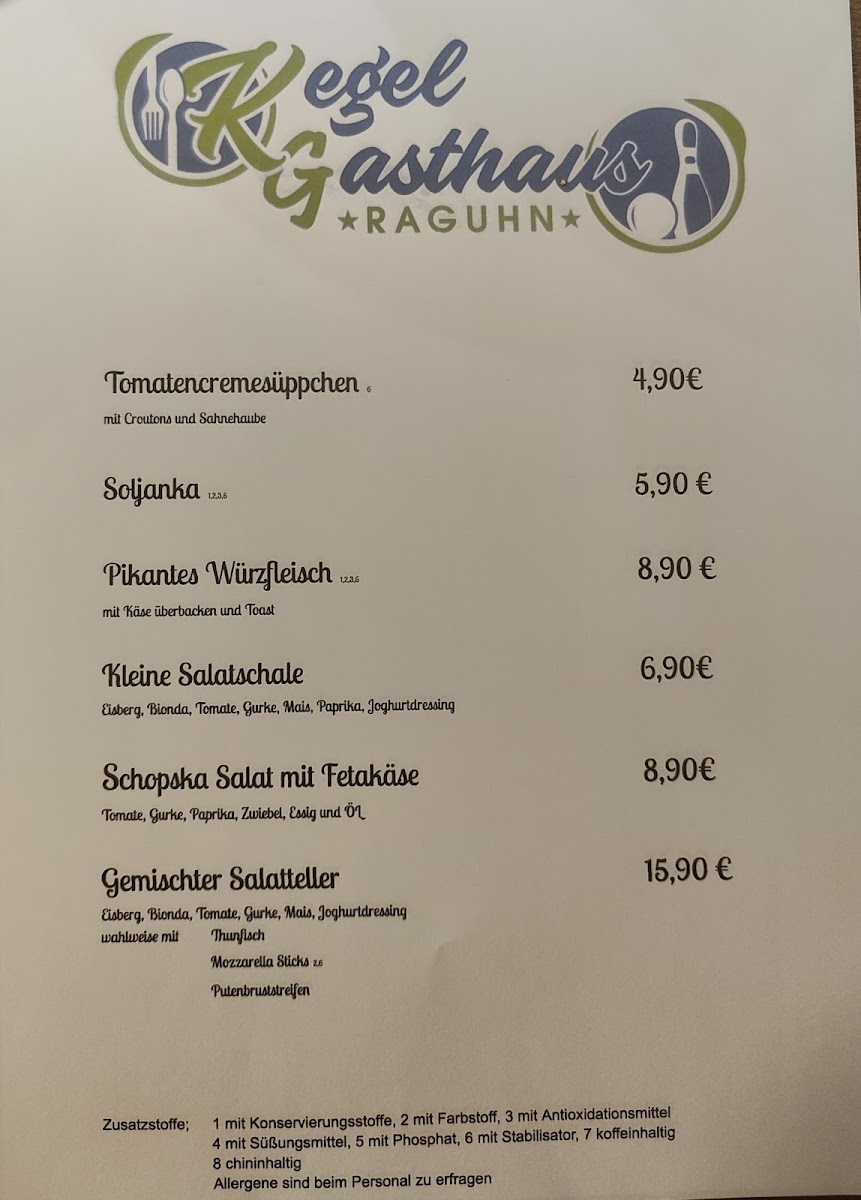 Kegel
Gasthaus
★RAGUHN★
Tomatencremesüppchen 6 4,90€
mit Croutons und Sahnehaube
Soljanka 1,2,3,6 5,90 €
Pikantes Würzfleisch 1,2,3,6 8,90 €
mit Käse überbacken und Toast
Kleine Salatschale 6,90€
Eisberg, Bionda, Tomate, Gurke, Mais, Paprika, Joghurtdressing
Schopska Salat mit Fetakäse 8,90€
Tomate, Gurke, Paprika, Zwiebel, Essig und ÖL
Gemischter Salatteller 15,90 €
Eisberg, Bionda, Tomate, Gurke, Mais, Joghurtdressing
wahlweise mit Thunfisch
Mozzarella Sticks 2,6
Putenbruststreifen
Zusatzstoffe; 1 mit Konservierungsstoffe, 2 mit Farbstoff, 3 mit Antioxidationsmittel
4 mit Süßungsmittel, 5 mit Phosphat, 6 mit Stabilisator, 7 koffeinhaltig
8 chininhaltig
Allergene sind beim Personal zu erfragen